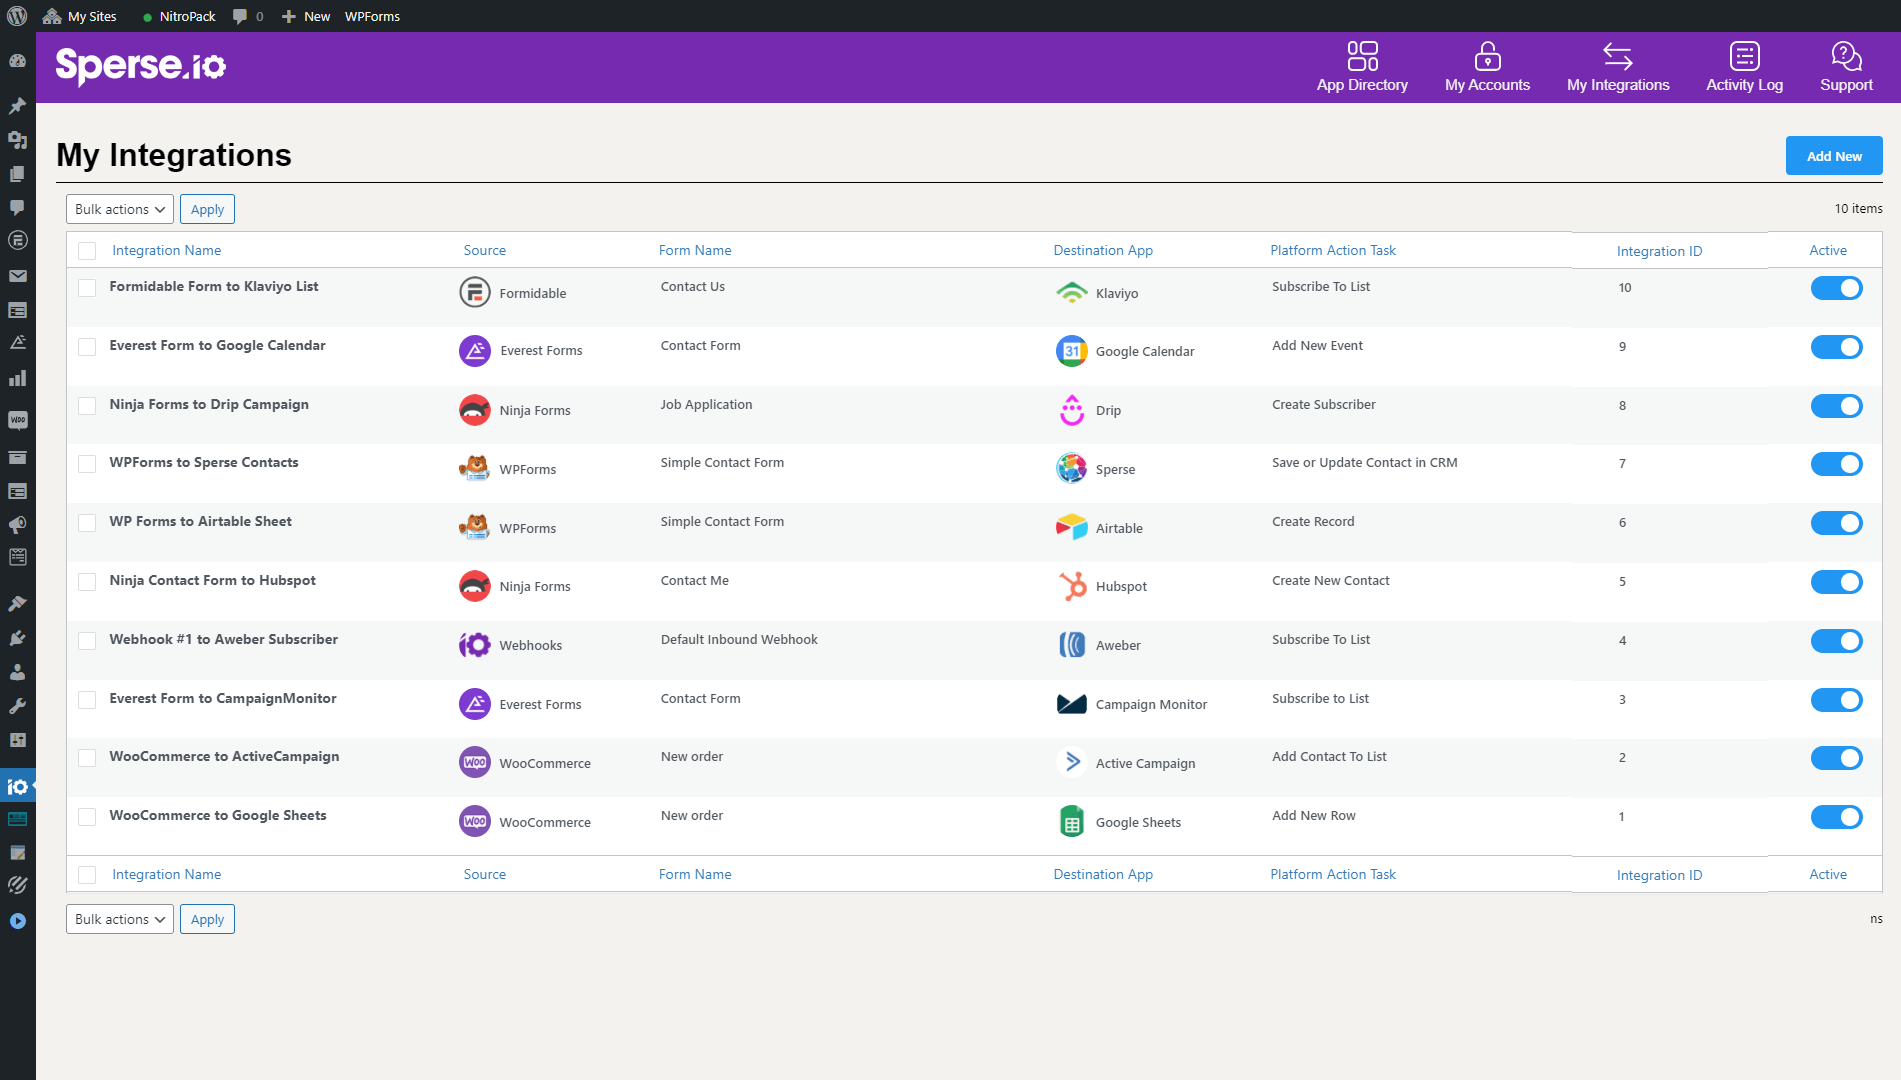 My Sites NitroPack 0 New WPForms
Sperse.io
App Directory My Accounts My Integrations Activity Log Support
My Integrations
Add New
Bulk actions Apply 10 items
Integration Name Source Form Name Destination App Platform Action Task Integration ID Active
Formidable Form to Klaviyo List Formidable Contact Us Klaviyo Subscribe To List 10
Everest Form to Google Calendar Everest Forms Contact Form 31 Google Calendar Add New Event 9
Ninja Forms to Drip Campaign Ninja Forms Job Application Drip Create Subscriber 8
WPForms to Sperse Contacts WPForms Simple Contact Form Sperse Save or Update Contact in CRM 7
WP Forms to Airtable Sheet WPForms Simple Contact Form Airtable Create Record 6
Ninja Contact Form to Hubspot Ninja Forms Contact Me Hubspot Create New Contact 5
Webhook #1 to Aweber Subscriber Webhooks Default Inbound Webhook Aweber Subscribe To List 4
Everest Form to CampaignMonitor Everest Forms Contact Form Campaign Monitor Subscribe to List 3
WooCommerce to ActiveCampaign woo WooCommerce New order Active Campaign Add Contact To List 2
WooCommerce to Google Sheets woo WooCommerce New order Google Sheets Add New Row 1
Integration Name Source Form Name Destination App Platform Action Task Integration ID Active
Bulk actions Apply ns